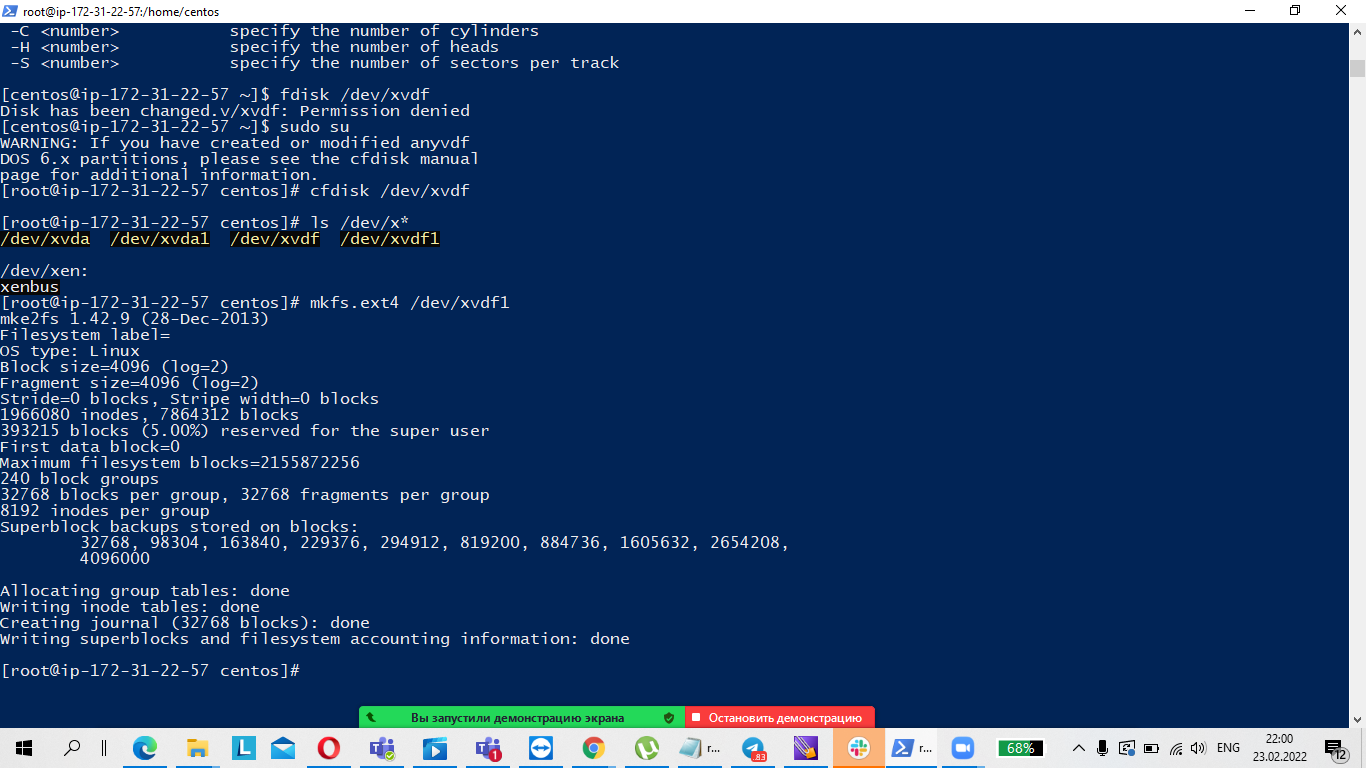 root@ip-172-31-22-57:/home/centos
 -C <number>           specify the number of cylinders
 -H <number>           specify the number of heads
 -S <number>           specify the number of sectors per track
[centos@ip-172-31-22-57 ~]$ fdisk /dev/xvdf
Disk has been changed.v/xvdf: Permission denied
[centos@ip-172-31-22-57 ~]$ sudo su
WARNING: If you have created or modified anyvdf
DOS 6.x partitions, please see the cfdisk manual
page for additional information.
[root@ip-172-31-22-57 centos]# cfdisk /dev/xvdf
[root@ip-172-31-22-57 centos]# ls /dev/x*
/dev/xvda  /dev/xvda1  /dev/xvdf  /dev/xvdf1
/dev/xen:
xenbus
[root@ip-172-31-22-57 centos]# mkfs.ext4 /dev/xvdf1
mke2fs 1.42.9 (28-Dec-2013)
Filesystem label=
OS type: Linux
Block size=4096 (log=2)
Fragment size=4096 (log=2)
Stride=0 blocks, Stripe width=0 blocks
1966080 inodes, 7864312 blocks
393215 blocks (5.00%) reserved for the super user
First data block=0
Maximum filesystem blocks=2155872256
240 block groups
32768 blocks per group, 32768 fragments per group
8192 inodes per group
Superblock backups stored on blocks:
        32768, 98304, 163840, 229376, 294912, 819200, 884736, 1605632, 2654208,
        4096000
Allocating group tables: done
Writing inode tables: done
Creating journal (32768 blocks): done
Writing superblocks and filesystem accounting information: done
[root@ip-172-31-22-57 centos]#
Вы запустили демонстрацию экрана
Остановить демонстрацию
L
1
r...
83
r...
68%
ENG
22:00
23.02.2022
12